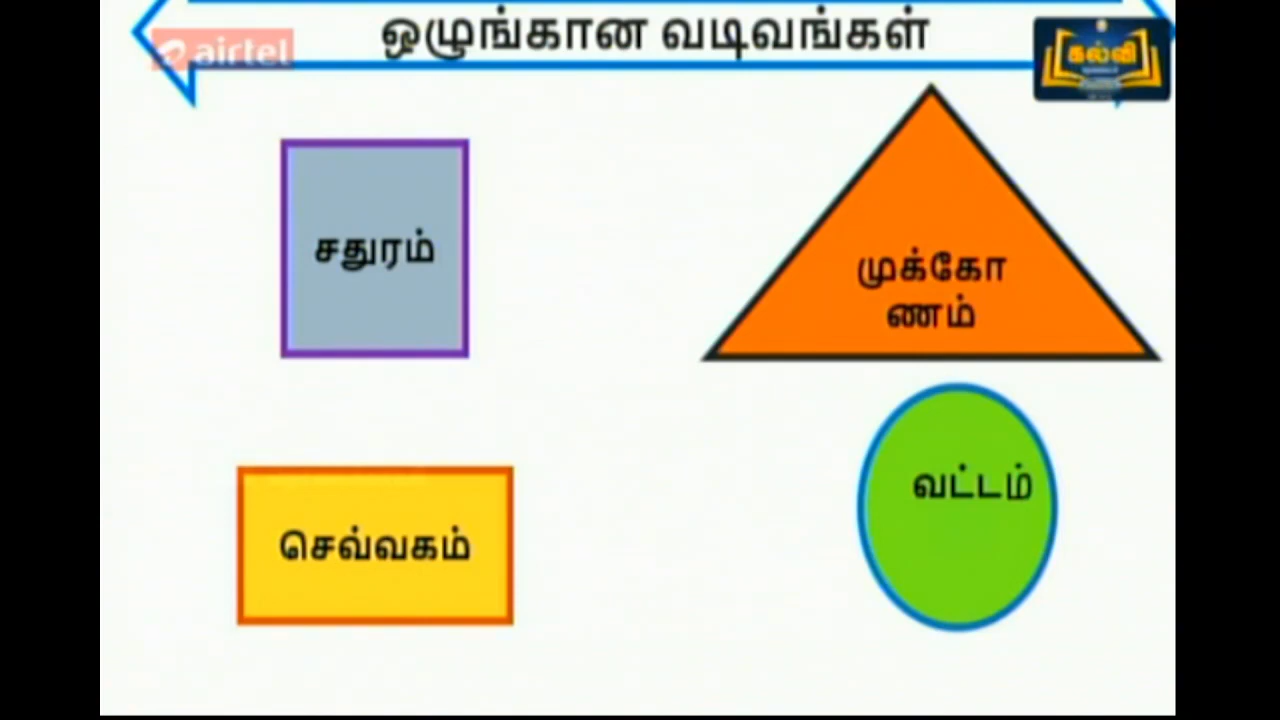 ஒழுங்கான வடிவங்கள்
airtel
கல்வி
சதுரம்
முக்கோ
ணம்
வட்டம்
செவ்வகம்